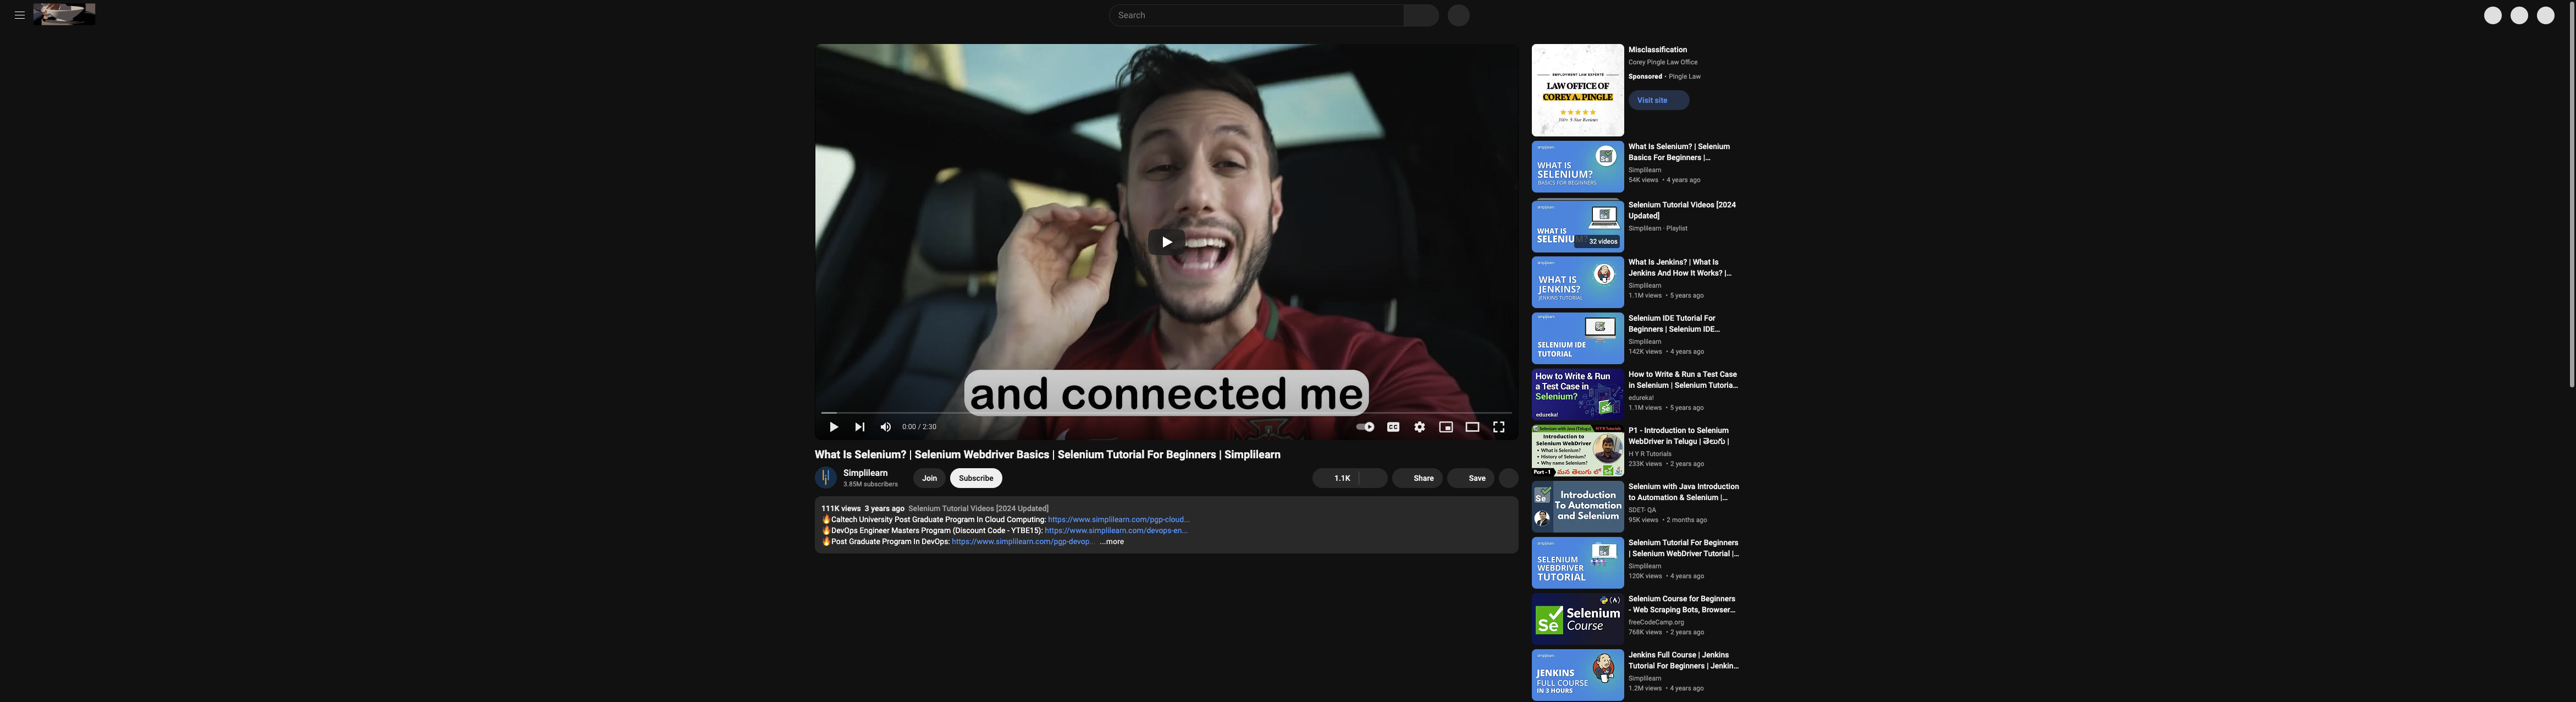 Search
and connected me
0:00 / 2:30
What Is Selenium? | Selenium Webdriver Basics | Selenium Tutorial For Beginners | Simplilearn
Simplilearn
3.85M subscribers
Join
Subscribe
1.1K
Share
Save
111K views 3 years ago Selenium Tutorial Videos [2024 Updated]
🔥Caltech University Post Graduate Program In Cloud Computing: https://www.simplilearn.com/pgp-cloud...
🔥DevOps Engineer Masters Program (Discount Code - YTBE15): https://www.simplilearn.com/devops-en...
🔥Post Graduate Program In DevOps: https://www.simplilearn.com/pgp-devop... ...more
EMPLOYMENT LAW EXPERTS
LAW OFFICE OF
COREY A. PINGLE
100+ 5-Star Reviews
Misclassification
Corey Pingle Law Office
Sponsored · Pingle Law
Visit site
WHAT IS
SELENIUM?
BASICS FOR BEGINNERS
What Is Selenium? | Selenium
Basics For Beginners |...
Simplilearn
54K views • 4 years ago
WHAT IS
SELENIU
32 videos
Selenium Tutorial Videos [2024
Updated]
Simplilearn · Playlist
WHAT IS
JENKINS?
JENKINS TUTORIAL
What Is Jenkins? | What Is
Jenkins And How It Works? |...
Simplilearn
1.1M views • 5 years ago
SELENIUM IDE
TUTORIAL
Selenium IDE Tutorial For
Beginners | Selenium IDE...
Simplilearn
142K views • 4 years ago
How to Write & Run
a Test Case in
Selenium?
Se
edureka!
How to Write & Run a Test Case
in Selenium | Selenium Tutoria...
edureka!
1.1M views • 5 years ago
Selenium with Java (Telugu) H Y R Tutorials
Introduction to
Selenium WebDriver
• What is Selenium?
• History of Selenium?
• Why name Selenium?
Part - 1 మన తెలుగు లో
P1 - Introduction to Selenium
WebDriver in Telugu | తెలుగు |
H Y R Tutorials
233K views • 2 years ago
Se
Introduction
To Automation
and Selenium
Selenium with Java Introduction
to Automation & Selenium |...
SDET- QA
95K views • 2 months ago
SELENIUM
WEBDRIVER
TUTORIAL
Selenium Tutorial For Beginners
| Selenium WebDriver Tutorial |...
Simplilearn
120K views • 4 years ago
Se
Selenium
Course
Selenium Course for Beginners
- Web Scraping Bots, Browser...
freeCodeCamp.org
768K views • 2 years ago
JENKINS
FULL COURSE
IN 3 HOURS
Jenkins Full Course | Jenkins
Tutorial For Beginners | Jenkin...
Simplilearn
1.2M views • 4 years ago